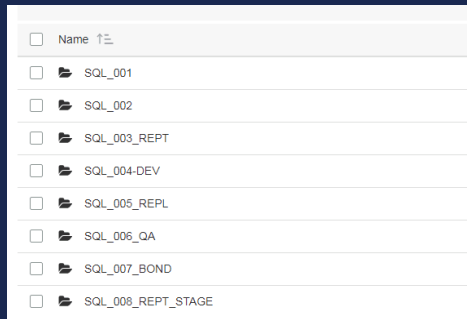 Name
SQL_001
SQL_002
SQL_003_REPT
SQL_004-DEV
SQL_005_REPL
SQL_006_QA
SQL_007_BOND
SQL_008_REPT_STAGE